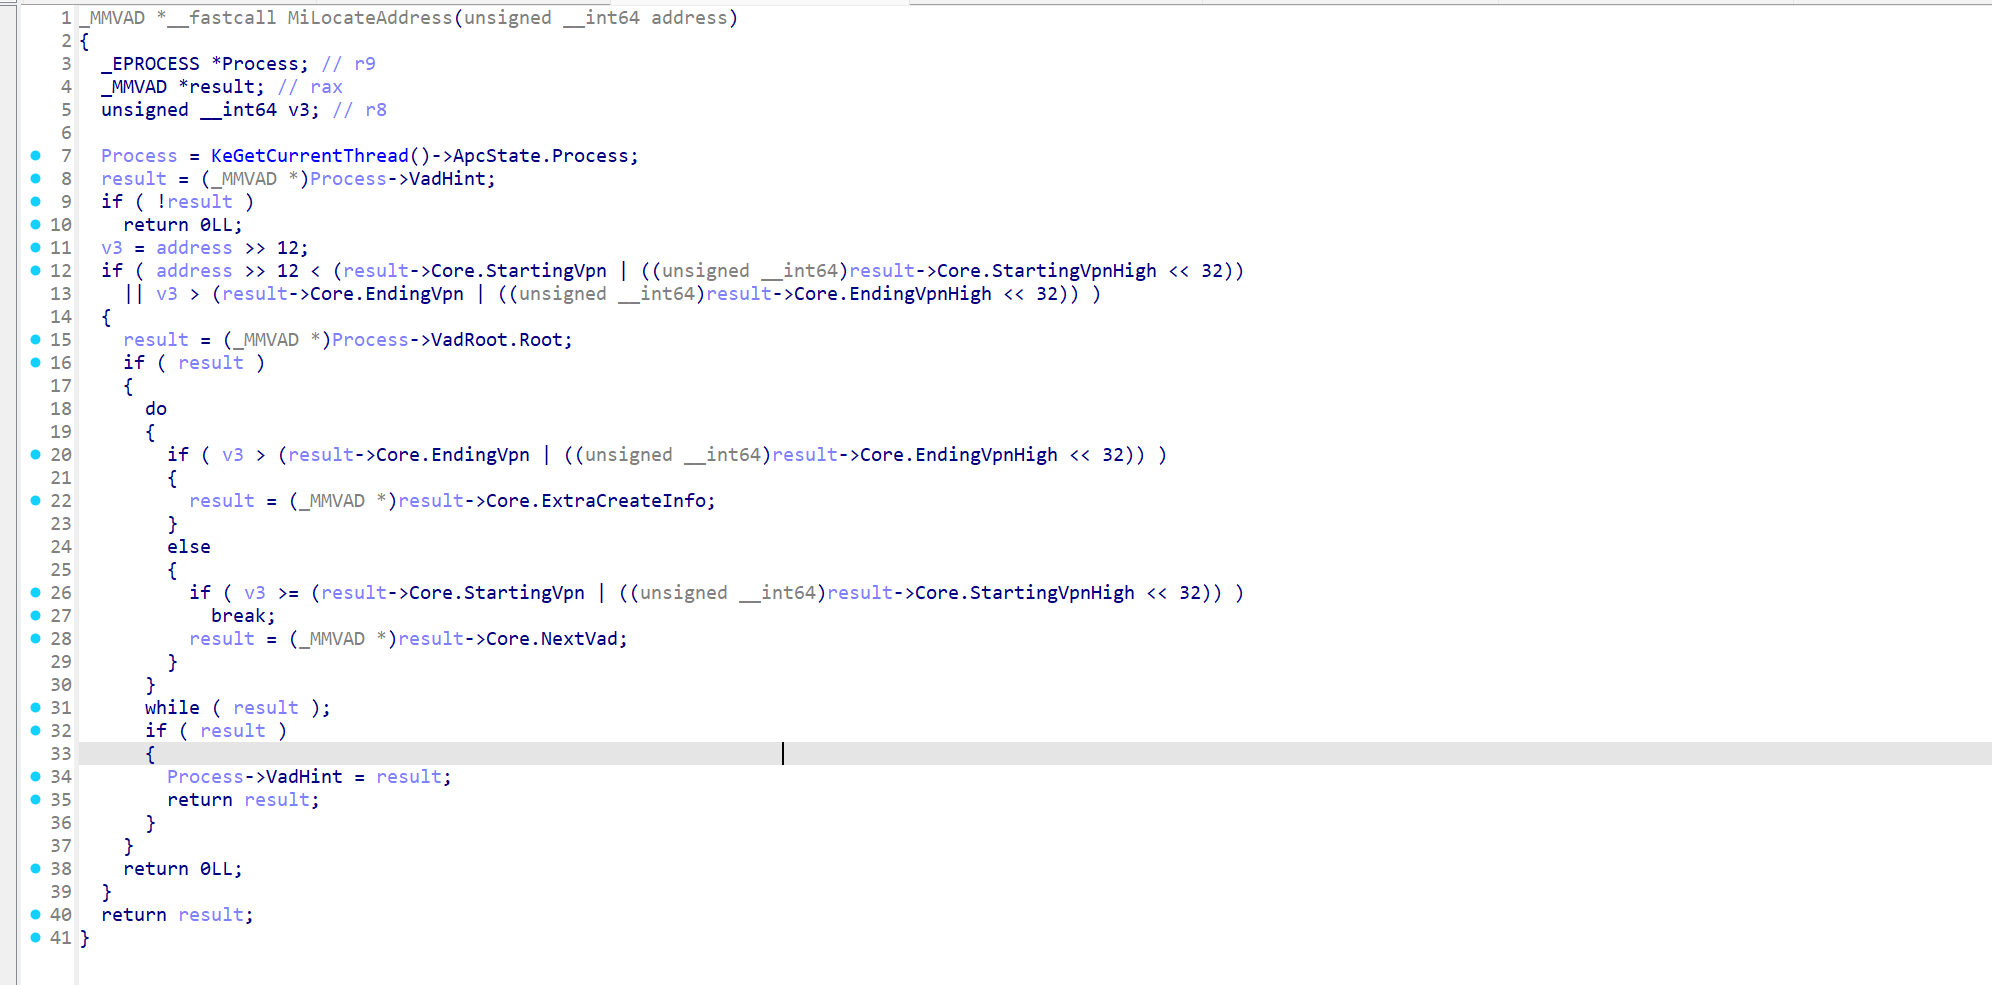 1 _MMVAD *__fastcall MiLocateAddress(unsigned __int64 address)
2 {
3   _EPROCESS *Process; // r9
4   _MMVAD *result; // rax
5   unsigned __int64 v3; // r8
6
7   Process = KeGetCurrentThread()->ApcState.Process;
8   result = (_MMVAD *)Process->VadHint;
9   if ( !result )
10     return 0LL;
11   v3 = address >> 12;
12   if ( address >> 12 < (result->Core.StartingVpn | ((unsigned __int64)result->Core.StartingVpnHigh << 32))
13     || v3 > (result->Core.EndingVpn | ((unsigned __int64)result->Core.EndingVpnHigh << 32)) )
14   {
15     result = (_MMVAD *)Process->VadRoot.Root;
16     if ( result )
17     {
18       do
19       {
20         if ( v3 > (result->Core.EndingVpn | ((unsigned __int64)result->Core.EndingVpnHigh << 32)) )
21         {
22           result = (_MMVAD *)result->Core.ExtraCreateInfo;
23         }
24         else
25         {
26           if ( v3 >= (result->Core.StartingVpn | ((unsigned __int64)result->Core.StartingVpnHigh << 32)) )
27             break;
28           result = (_MMVAD *)result->Core.NextVad;
29         }
30       }
31       while ( result );
32       if ( result )
33       {
34         Process->VadHint = result;
35         return result;
36       }
37     }
38     return 0LL;
39   }
40   return result;
41 }